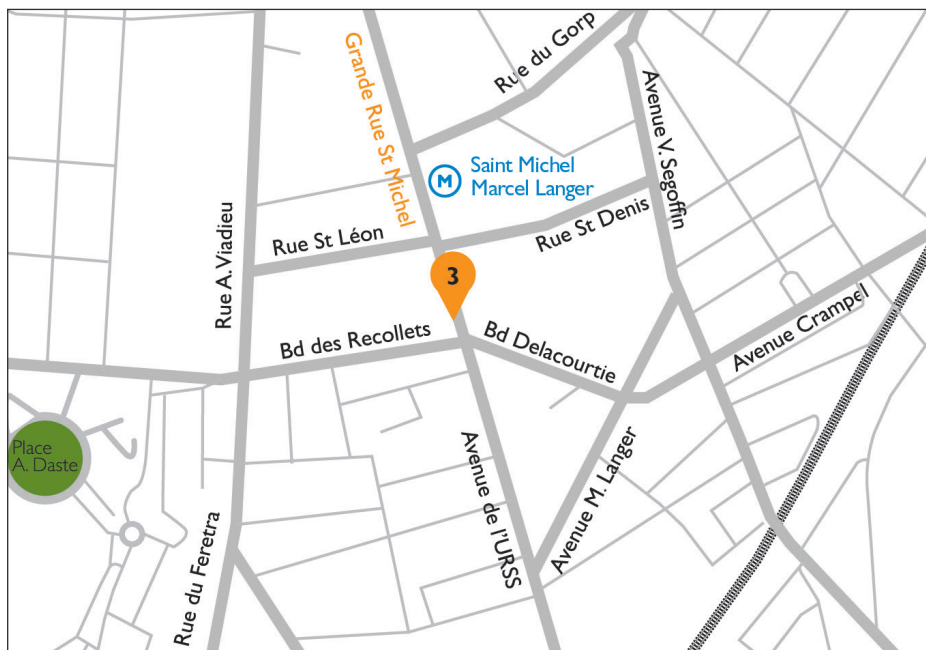 Rue du Gorp
Grande Rue St Michel
Avenue V. Segoffin
Saint Michel
Marcel Langer
M
Rue St Denis
Rue St Léon
Rue A. Viadieu
3
Bd des Recollets
Bd Delacourtie
Avenue Crampel
Place
A. Daste
Avenue de l'URSS
Avenue M. Langer
Rue du Feretra